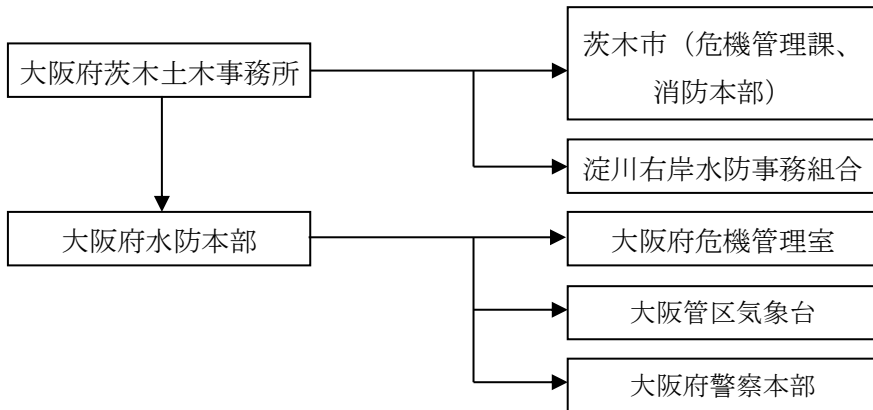 大阪府茨木土木事務所
茨木市（危機管理課、
消防本部）
淀川右岸水防事務組合
大阪府水防本部
大阪府危機管理室
大阪管区気象台
大阪府警察本部